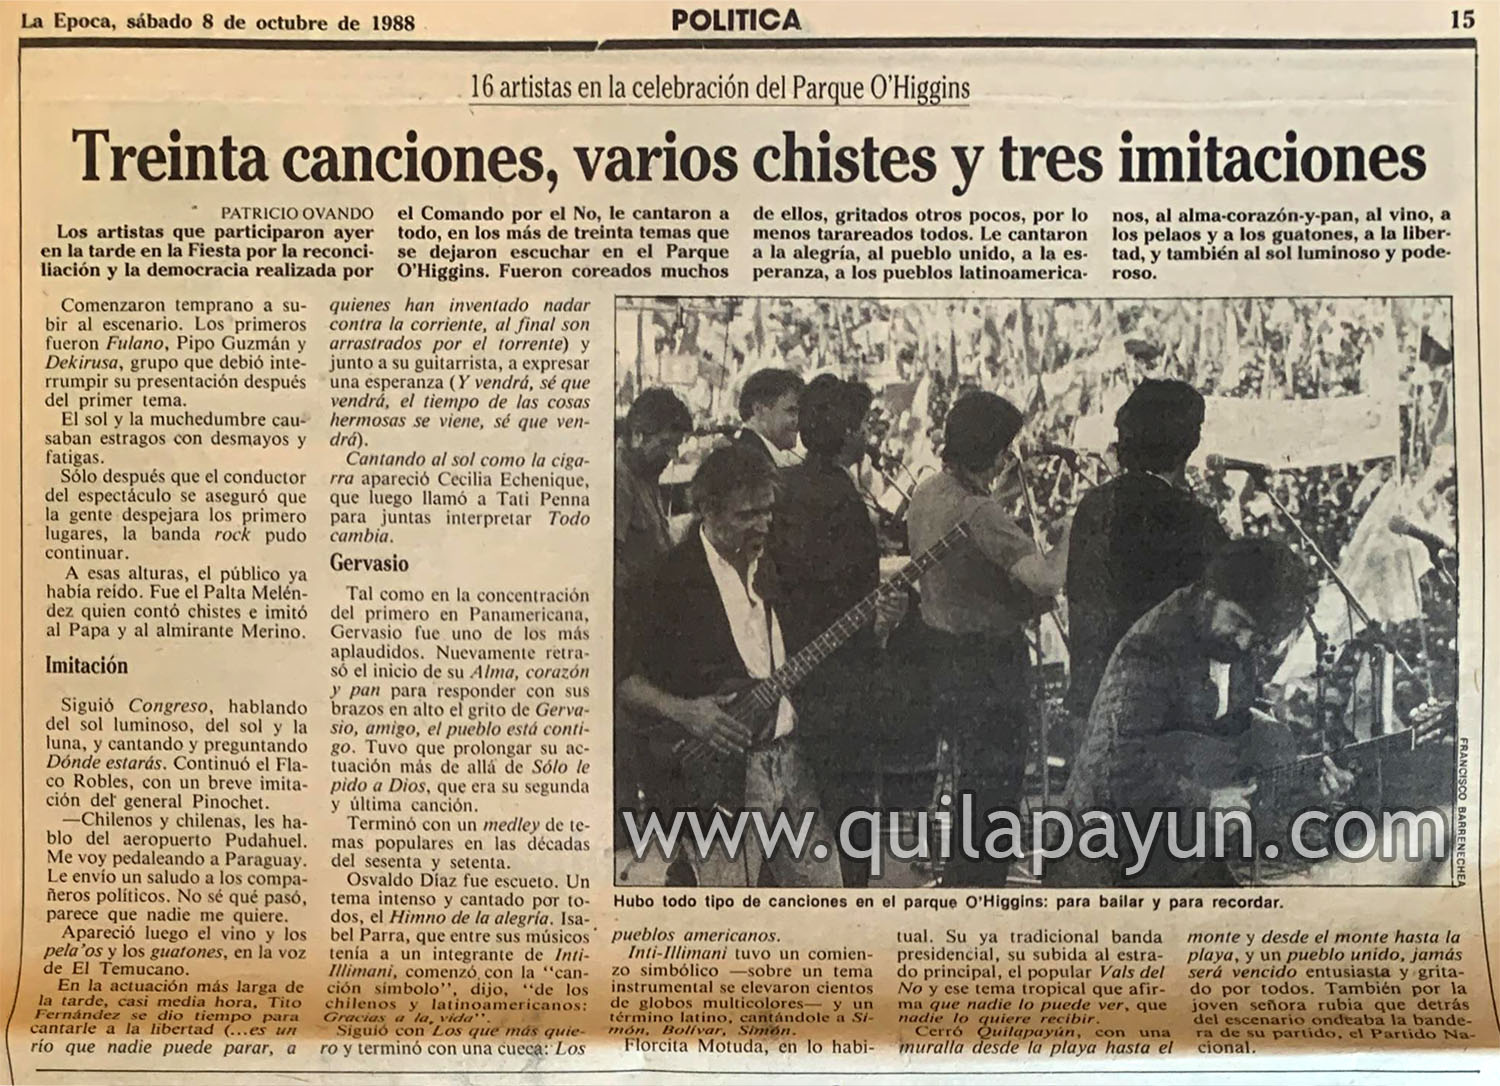 La Epoca, sábado 8 de octubre de 1988
POLITICA
15
16 artistas en la celebración del Parque O'Higgins
Treinta canciones, varios chistes y tres imitaciones
PATRICIO OVANDO
Los artistas que participaron ayer
en la tarde en la Fiesta por la reconci-
liación y la democracia realizada por
el Comando por el No, le cantaron a
todo, en los más de treinta temas que
se dejaron escuchar en el Parque
O'Higgins. Fueron coreados muchos
de ellos, gritados otros pocos, por lo
menos tarareados todos. Le cantaron
a la alegría, al pueblo unido, a la es-
peranza, a los pueblos latinoamerica-
nos, al alma-corazón-y-pan, al vino, a
los pelaos y a los guatones, a la liber-
tad, y también al sol luminoso y pode-
roso.
Comenzaron temprano a su-
bir al escenario. Los primeros
fueron Fulano, Pipo Guzmán y
Dekirusa, grupo que debió inte-
rrumpir su presentación después
del primer tema.
El sol y la muchedumbre cau-
saban estragos con desmayos y
fatigas.
Sólo después que el conductor
del espectáculo se aseguró que
la gente despejara los primero
lugares, la banda rock pudo
continuar.
A esas alturas, el público ya
había reído. Fue el Palta Melén-
dez quien contó chistes e imitó
al Papa y al almirante Merino.
Imitación
Siguió Congreso, hablando
del sol luminoso, del sol y la
luna, y cantando y preguntando
Dónde estarás. Continuó el Fla-
co Robles, con un breve imita-
ción del general Pinochet.
—Chilenos y chilenas, les ha-
blo del aeropuerto Pudahuel.
Me voy pedaleando a Paraguay.
Le envío un saludo a los compa-
ñeros políticos. No sé qué pasó,
parece que nadie me quiere.
Apareció luego el vino y los
pela'os y los guatones, en la voz
de El Temucano.
En la actuación más larga de
la tarde, casi media hora, Tito
Fernández se dio tiempo para
cantarle a la libertad (...es un
río que nadie puede parar, a
quienes han inventado nadar
contra la corriente, al final son
arrastrados por el torrente) y
junto a su guitarrista, a expresar
una esperanza (Y vendrá, sé que
vendrá, el tiempo de las cosas
hermosas se viene, sé que ven-
drá).
Cantando al sol como la ciga-
rra apareció Cecilia Echenique,
que luego llamó a Tati Penna
para juntas interpretar Todo
cambia.
Gervasio
Tal como en la concentración
del primero en Panamericana,
Gervasio fue uno de los más
aplaudidos. Nuevamente retra-
só el inicio de su Alma, corazón
y pan para responder con sus
brazos en alto el grito de Gerva-
sio, amigo, el pueblo está conti-
go. Tuvo que prolongar su ac-
tuación más de allá de Sólo le
pido a Dios, que era su segunda
y última canción.
Terminó con un medley de te-
mas populares en las décadas
del sesenta y setenta.
Osvaldo Díaz fue escueto. Un
tema intenso y cantado por to-
dos, el Himno de la alegría. Isa-
bel Parra, que entre sus músicos
tenía a un integrante de Inti-
Illimani, comenzó con la "can-
ción símbolo", dijo, "de los
chilenos y latinoamericanos:
Gracias a la vida".
Siguió con Los que más quie-
ro y terminó con una cueca: Los
FRANCISCO BARRENECHEA
www.quilapayun.com
Hubo todo tipo de canciones en el parque O'Higgins: para bailar y para recordar.
pueblos americanos.
Inti-Illimani tuvo un comien-
zo simbólico —sobre un tema
instrumental se elevaron cientos
de globos multicolores— y un
término latino, cantándole a Si-
món, Bolívar, Simón.
Florcita Motuda, en lo habi-
tual. Su ya tradicional banda
presidencial, su subida al estra-
do principal, el popular Vals del
No y ese tema tropical que afir-
ma que nadie lo puede ver, que
nadie lo quiere recibir.
Cerró Quilapayún, con una
muralla desde la playa hasta el
monte y desde el monte hasta la
playa, y un pueblo unido, jamás
será vencido entusiasta y grita-
do por todos. También por la
joven señora rubia que detrás
del escenario ondeaba la bande-
ra de su partido, el Partido Na-
cional.